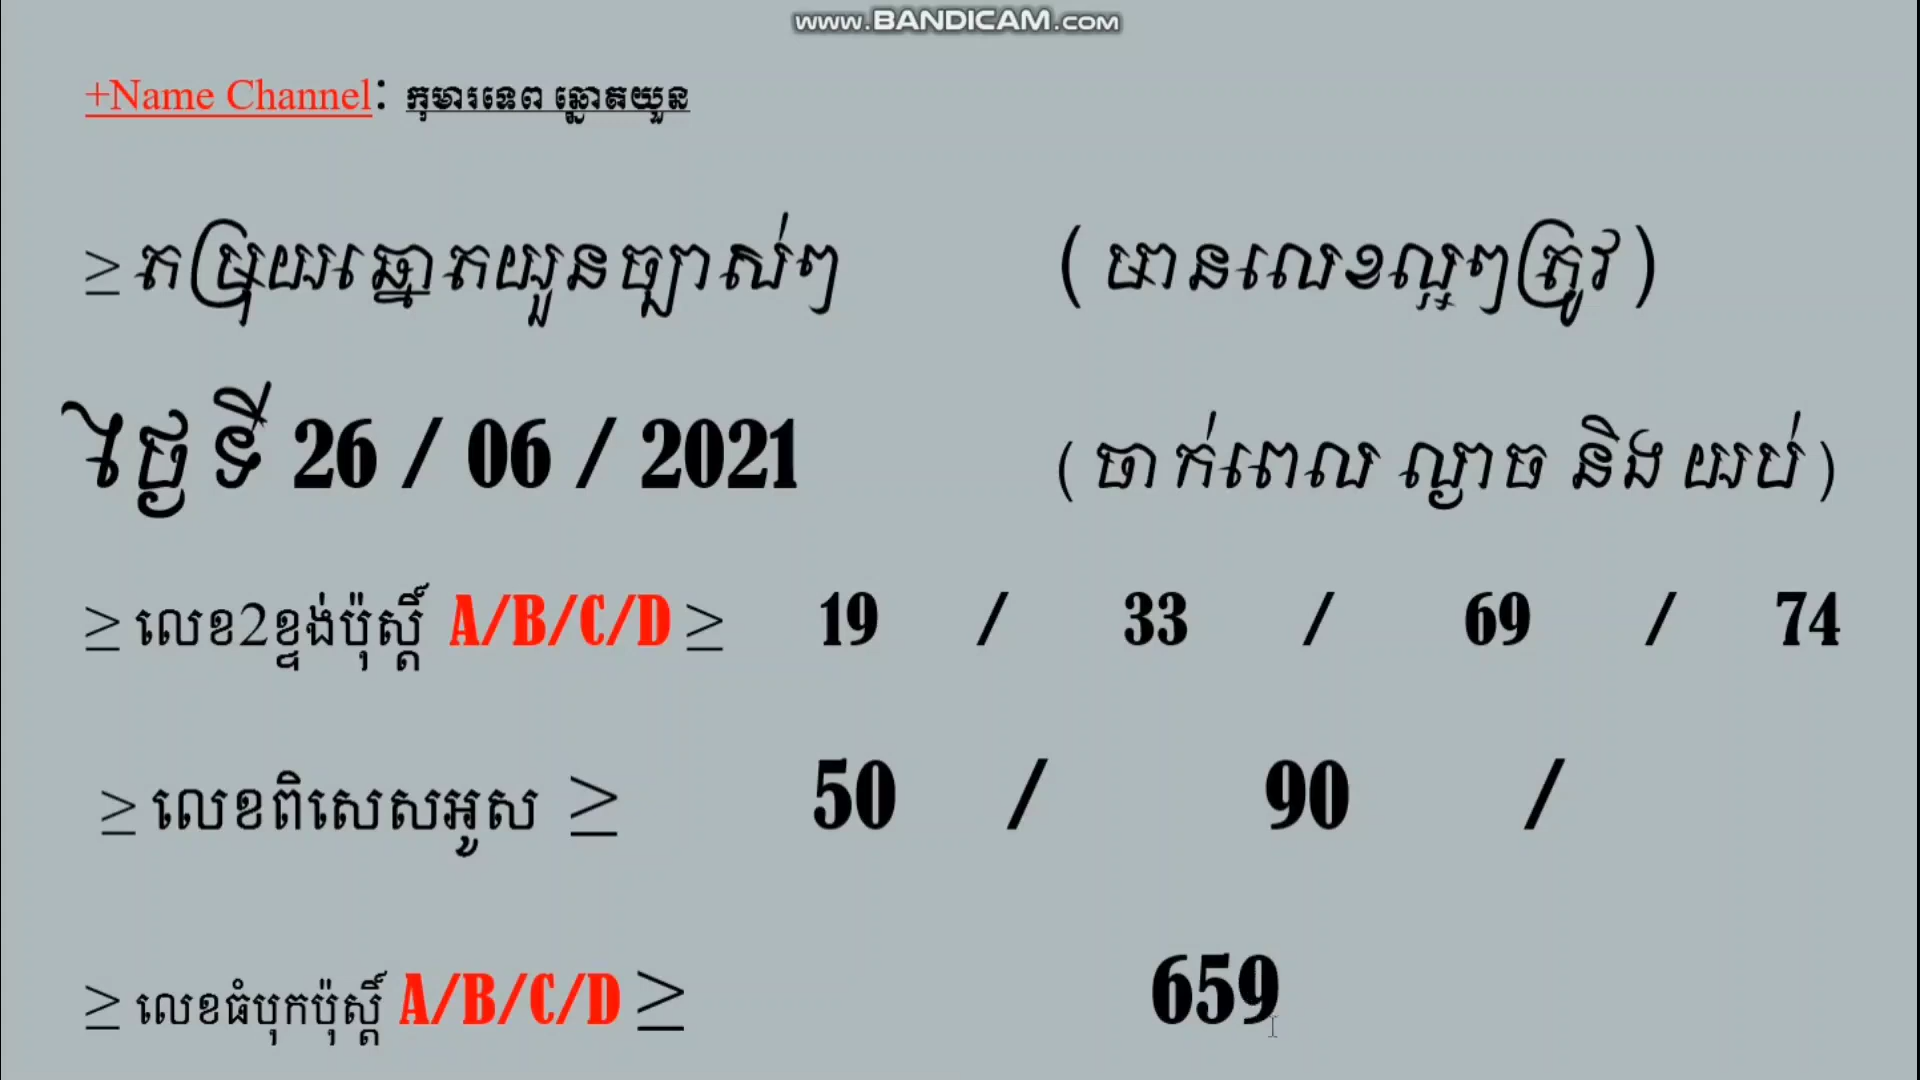 www.BANDICAM.com
+Name Channel: កុមារទេព ឆ្នោតយួន
≥ តម្រុយឆ្នោតយួនច្បាស់ៗ (មានលេខល្អៗត្រូវ)
ថ្ងៃទី 26 / 06 / 2021 (ចាក់ពេល ល្ងាច និង យប់)
≥ លេខ2ខ្ទង់ប៉ុស្តិ៍ A/B/C/D ≥ 19 / 33 / 69 / 74
≥ លេខពិសេសអូស ≥ 50 / 90 /
≥ លេខធំបុកប៉ុស្តិ៍ A/B/C/D ≥ 659